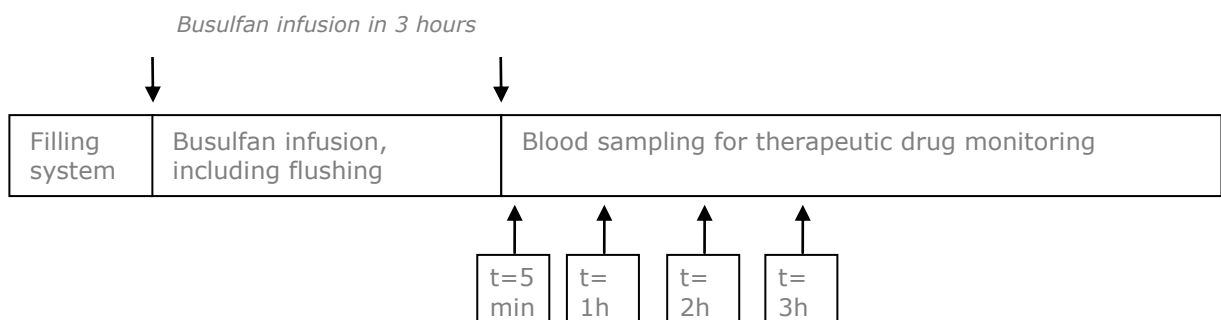 Busulfan infusion in 3 hours
Filling
system
Busulfan infusion,
including flushing
Blood sampling for therapeutic drug monitoring
t=5
min
t=
1h
t=
2h
t=
3h